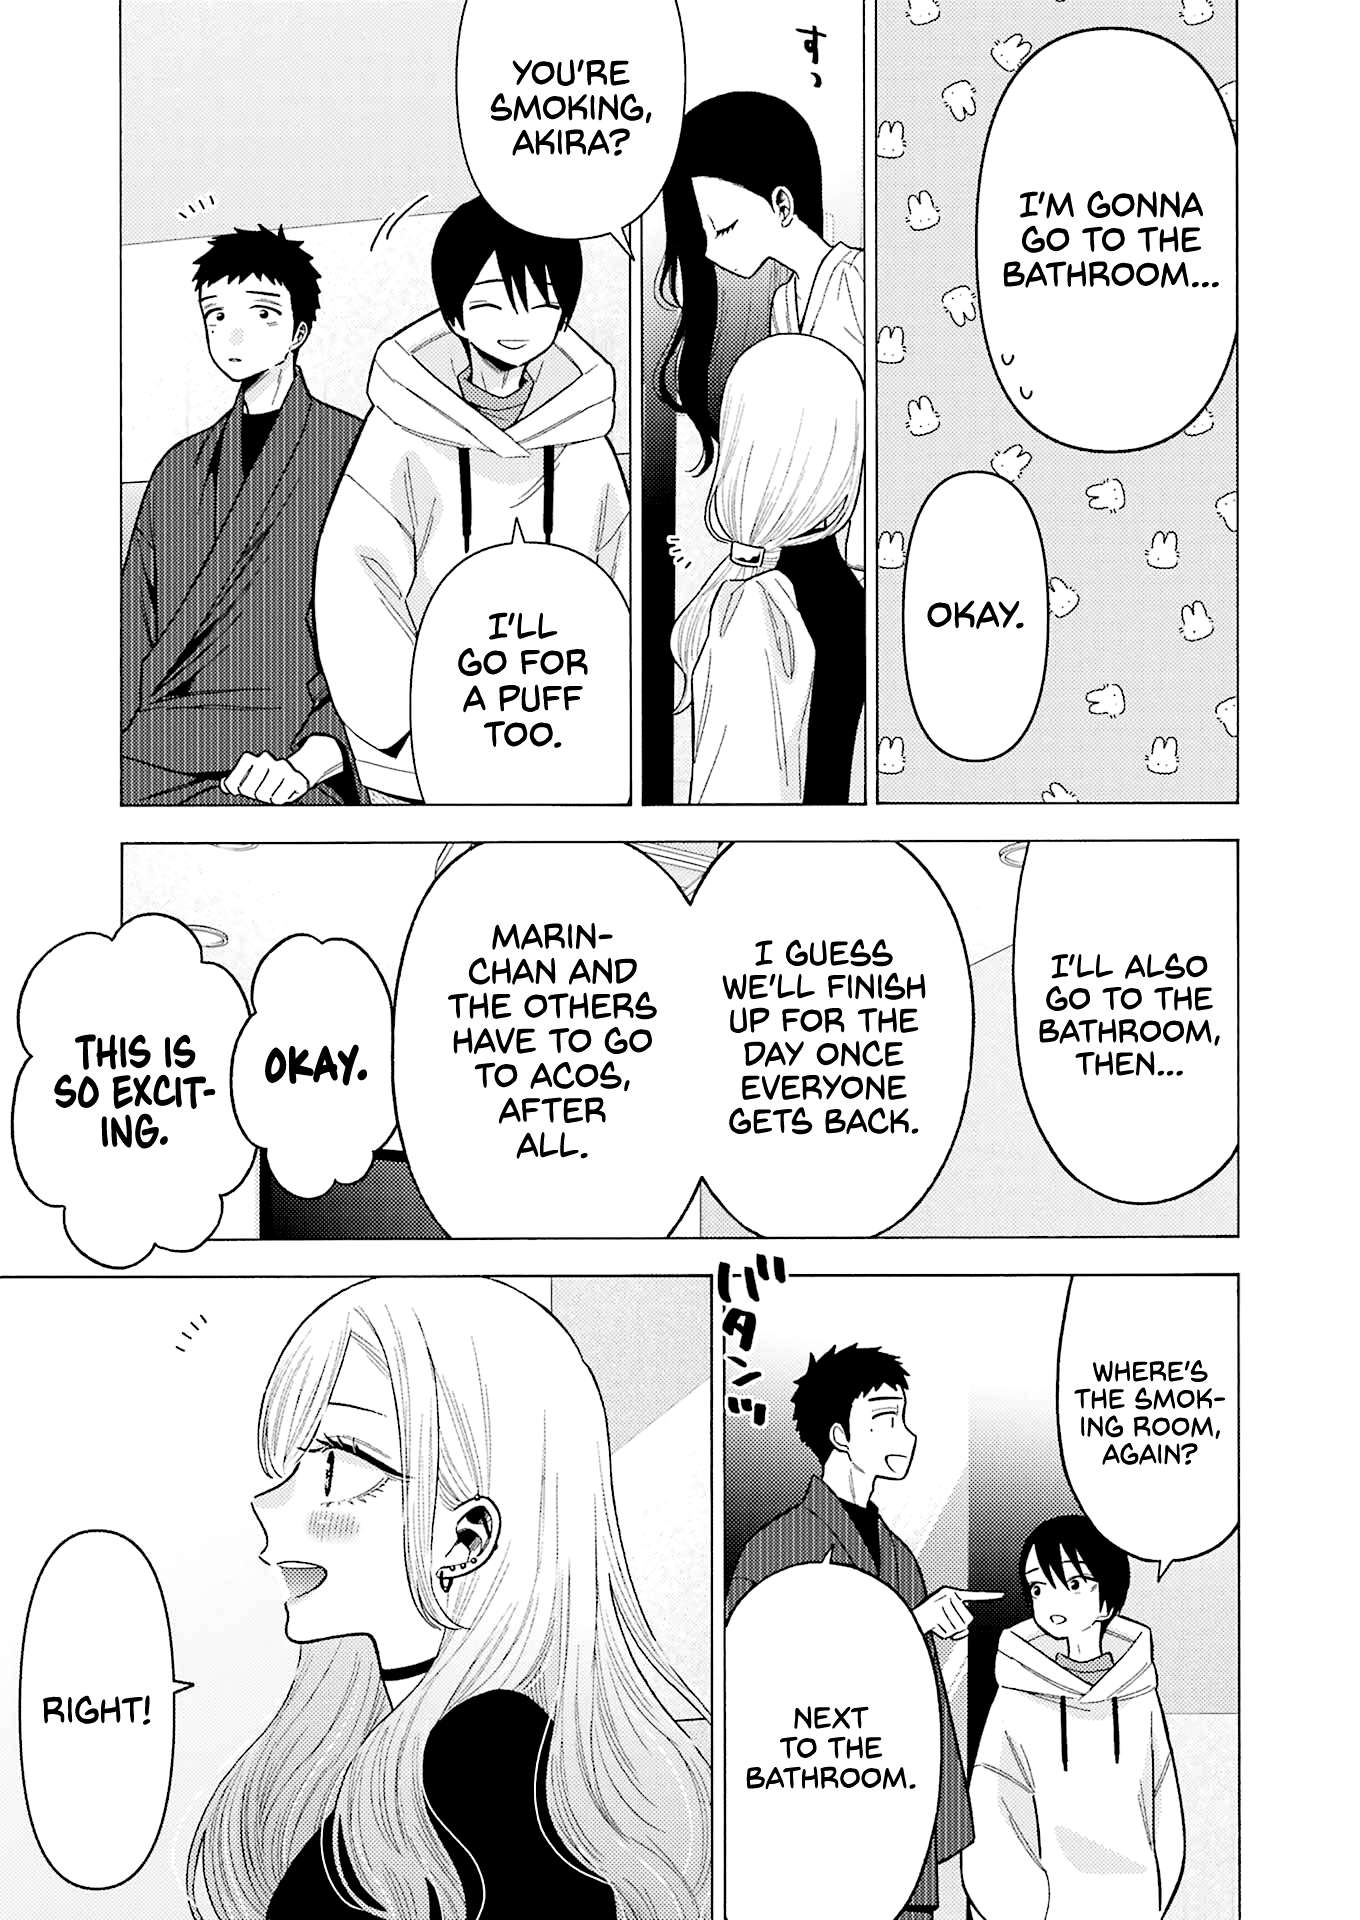 I'M GONNA
GO TO THE
BATHROOM...
OKAY.
すっ
YOU'RE
SMOKING,
AKIRA?
I'LL
GO FOR
A PUFF
TOO.
I'LL ALSO
GO TO THE
BATHROOM,
THEN...
I GUESS
WE'LL FINISH
UP FOR THE
DAY ONCE
EVERYONE
GETS BACK.
MARIN-
CHAN AND
THE OTHERS
HAVE TO GO
TO ACOS,
AFTER
ALL.
OKAY.
THIS IS
SO EXCIT-
ING.
WHERE'S
THE SMOK-
ING ROOM,
AGAIN?
バタンッ
NEXT
TO THE
BATHROOM.
RIGHT!